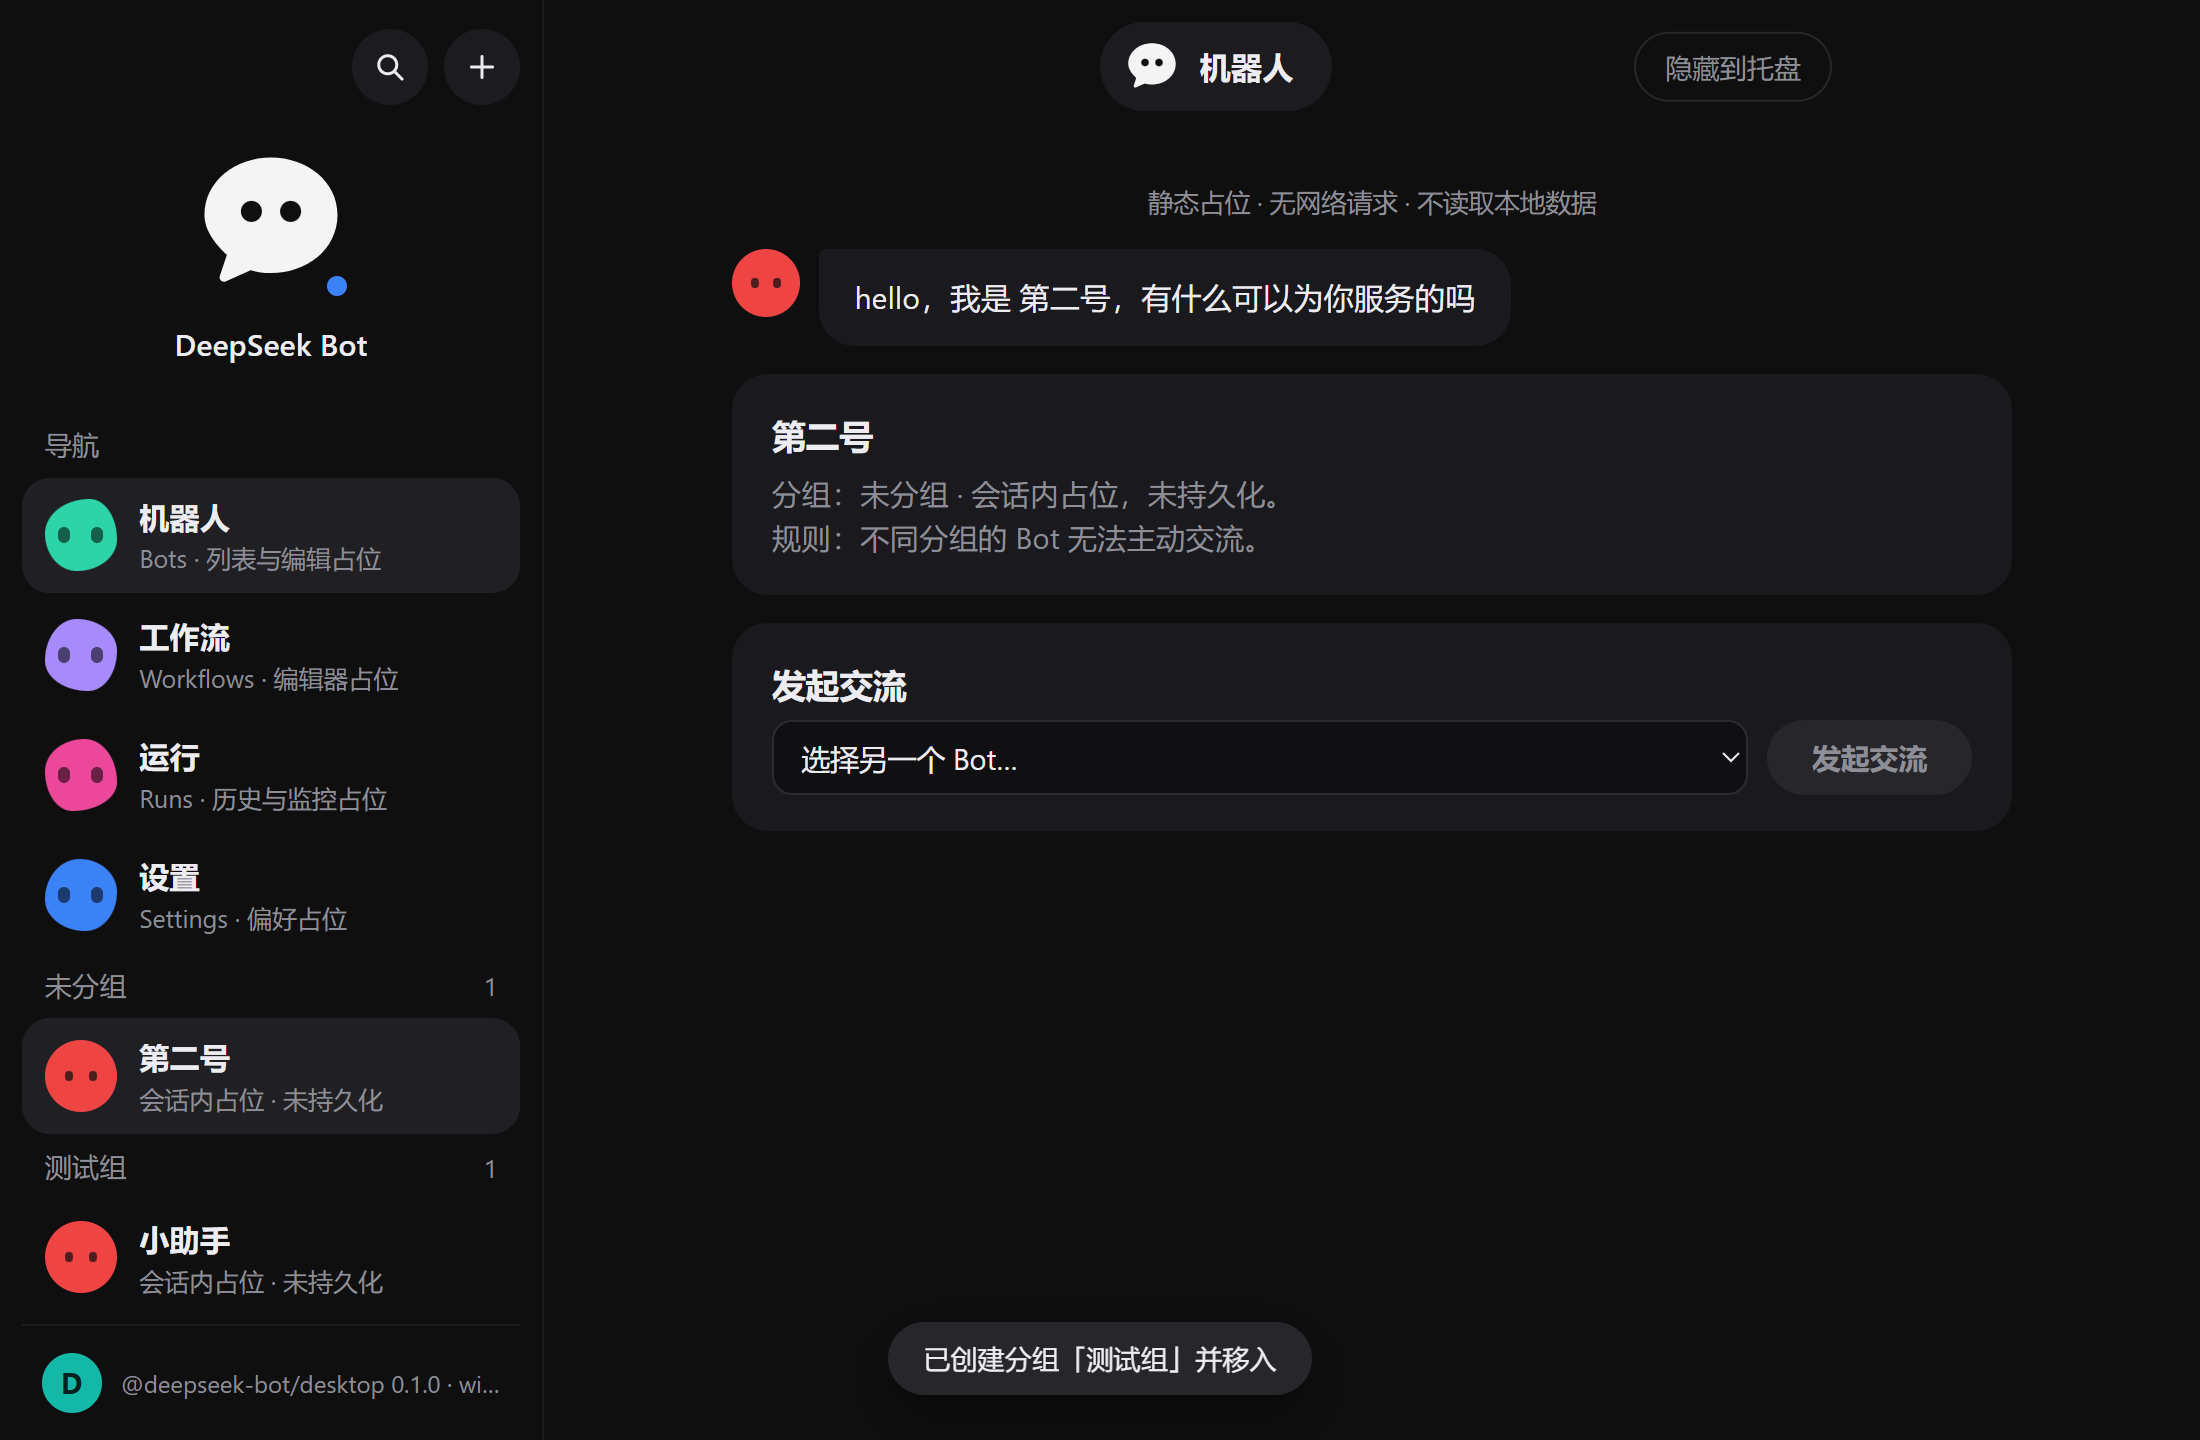 DeepSeek Bot
导航
机器人
Bots · 列表与编辑占位
工作流
Workflows · 编辑器占位
运行
Runs · 历史与监控占位
设置
Settings · 偏好占位
未分组 1
第二号
会话内占位 · 未持久化
测试组 1
小助手
会话内占位 · 未持久化
D @deepseek-bot/desktop 0.1.0 · wi...
机器人
隐藏到托盘
静态占位 · 无网络请求 · 不读取本地数据
hello，我是 第二号，有什么可以为你服务的吗
第二号
分组：未分组 · 会话内占位，未持久化。
规则：不同分组的 Bot 无法主动交流。
发起交流
选择另一个 Bot... 发起交流
已创建分组「测试组」并移入